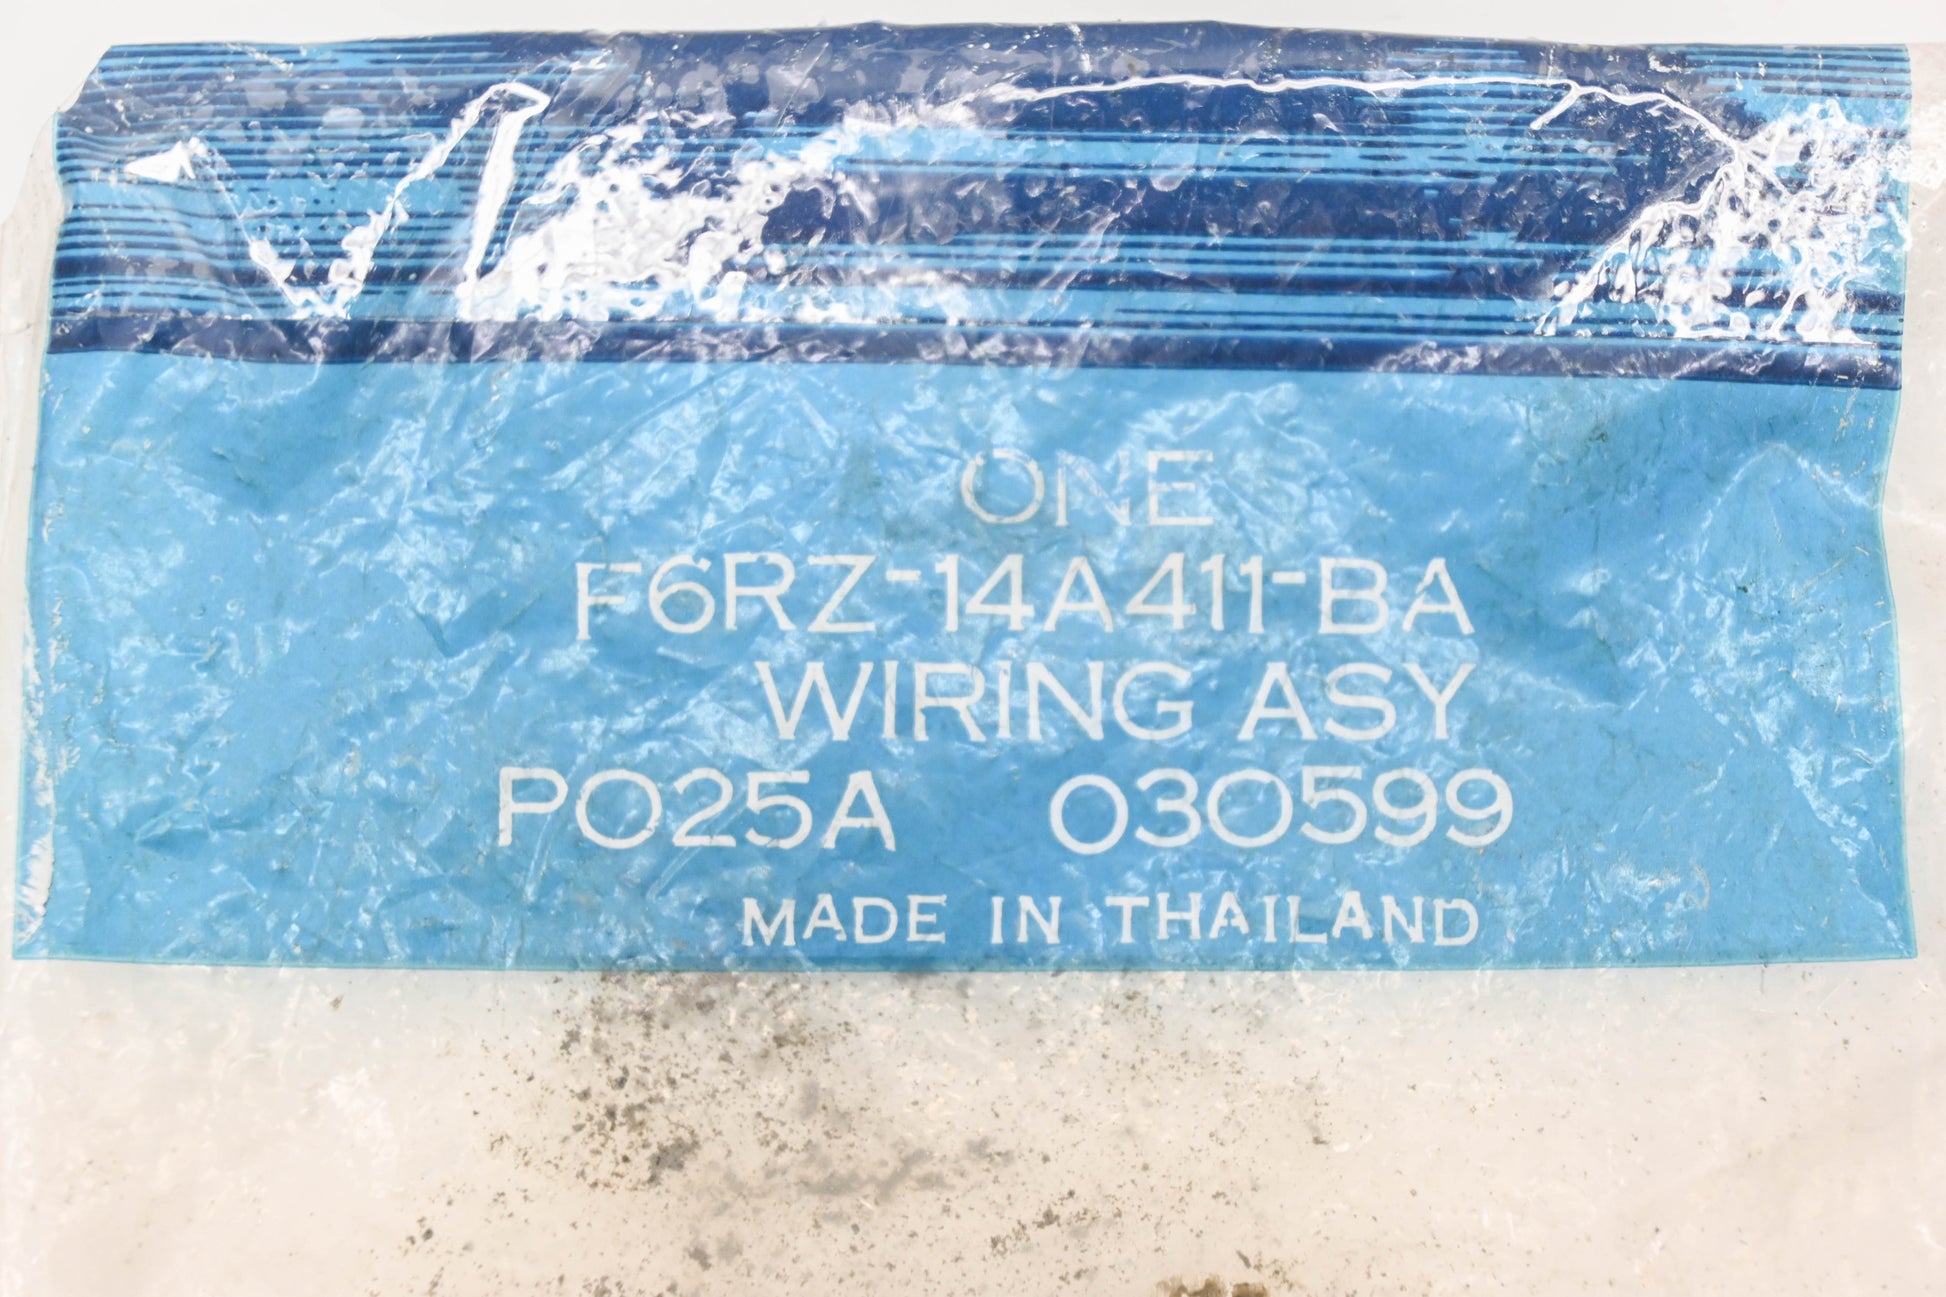 ONE
F6RZ-14A411-BA
WIRING ASY
PO25A 030599
MADE IN THAILAND